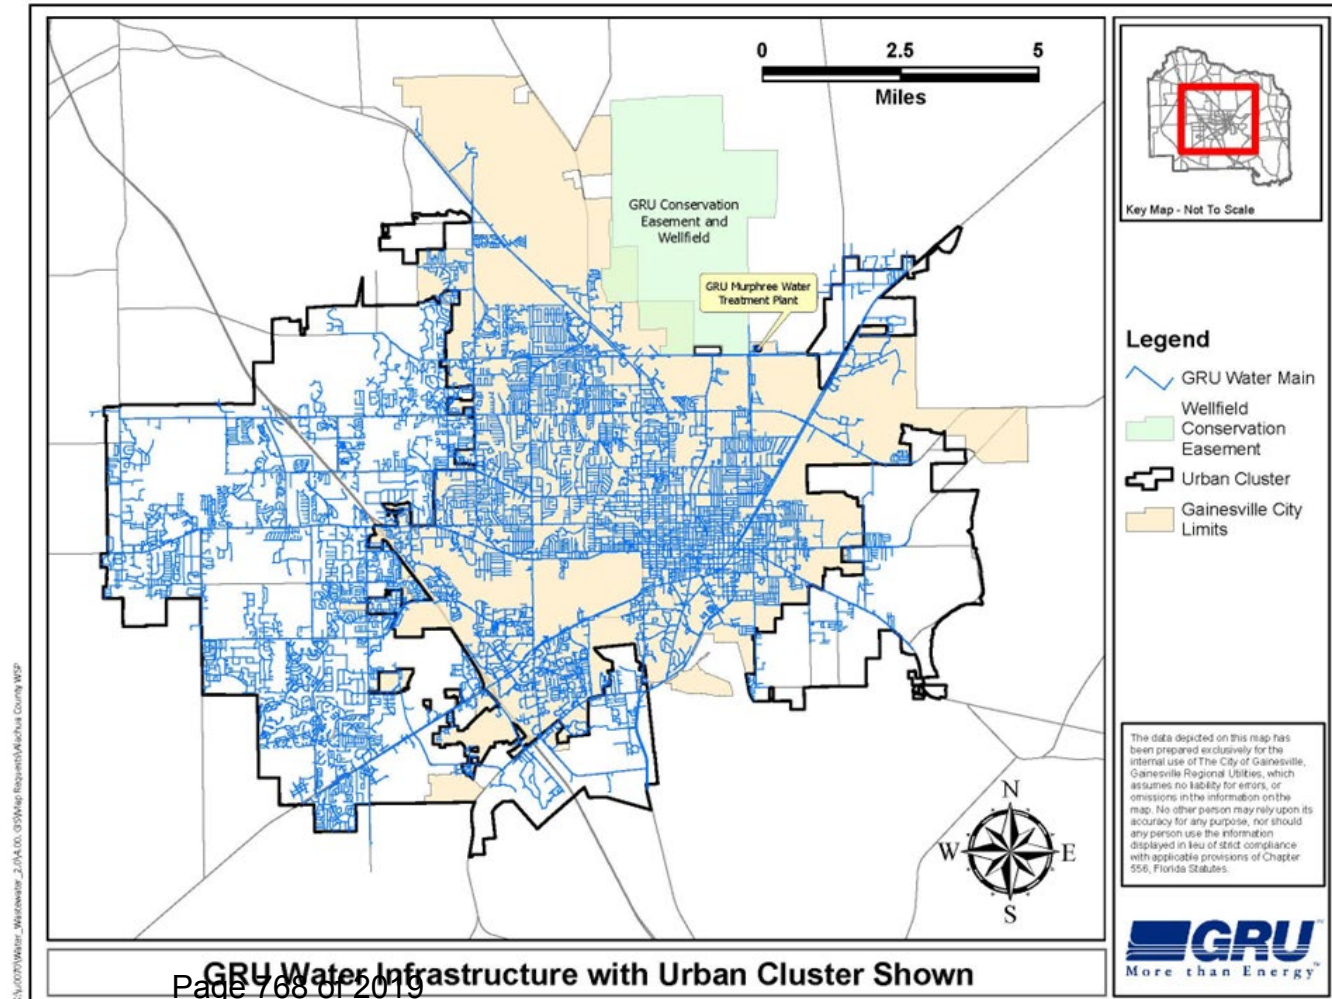 0 2.5 5
Miles
GRU Conservation
Easement and
Wellfield
GRU Murphree Water
Treatment Plant
N
W E
S
Key Map - Not To Scale
Legend
GRU Water Main
Wellfield
Conservation
Easement
Urban Cluster
Gainesville City
Limits
The data depicted on this map has
been prepared exclusively for the
internal use of The City of Gainesville,
Gainesville Regional Utilities, which
assumes no liability for errors, or
omissions in the information on the
map. No other person may rely upon its
accuracy for any purpose, nor should
any person use the information
displayed in lieu of strict compliance
with applicable provisions of Chapter
556, Florida Statutes.
GRU
More than Energy
GRU Water Infrastructure with Urban Cluster Shown
Page 768 of 2019